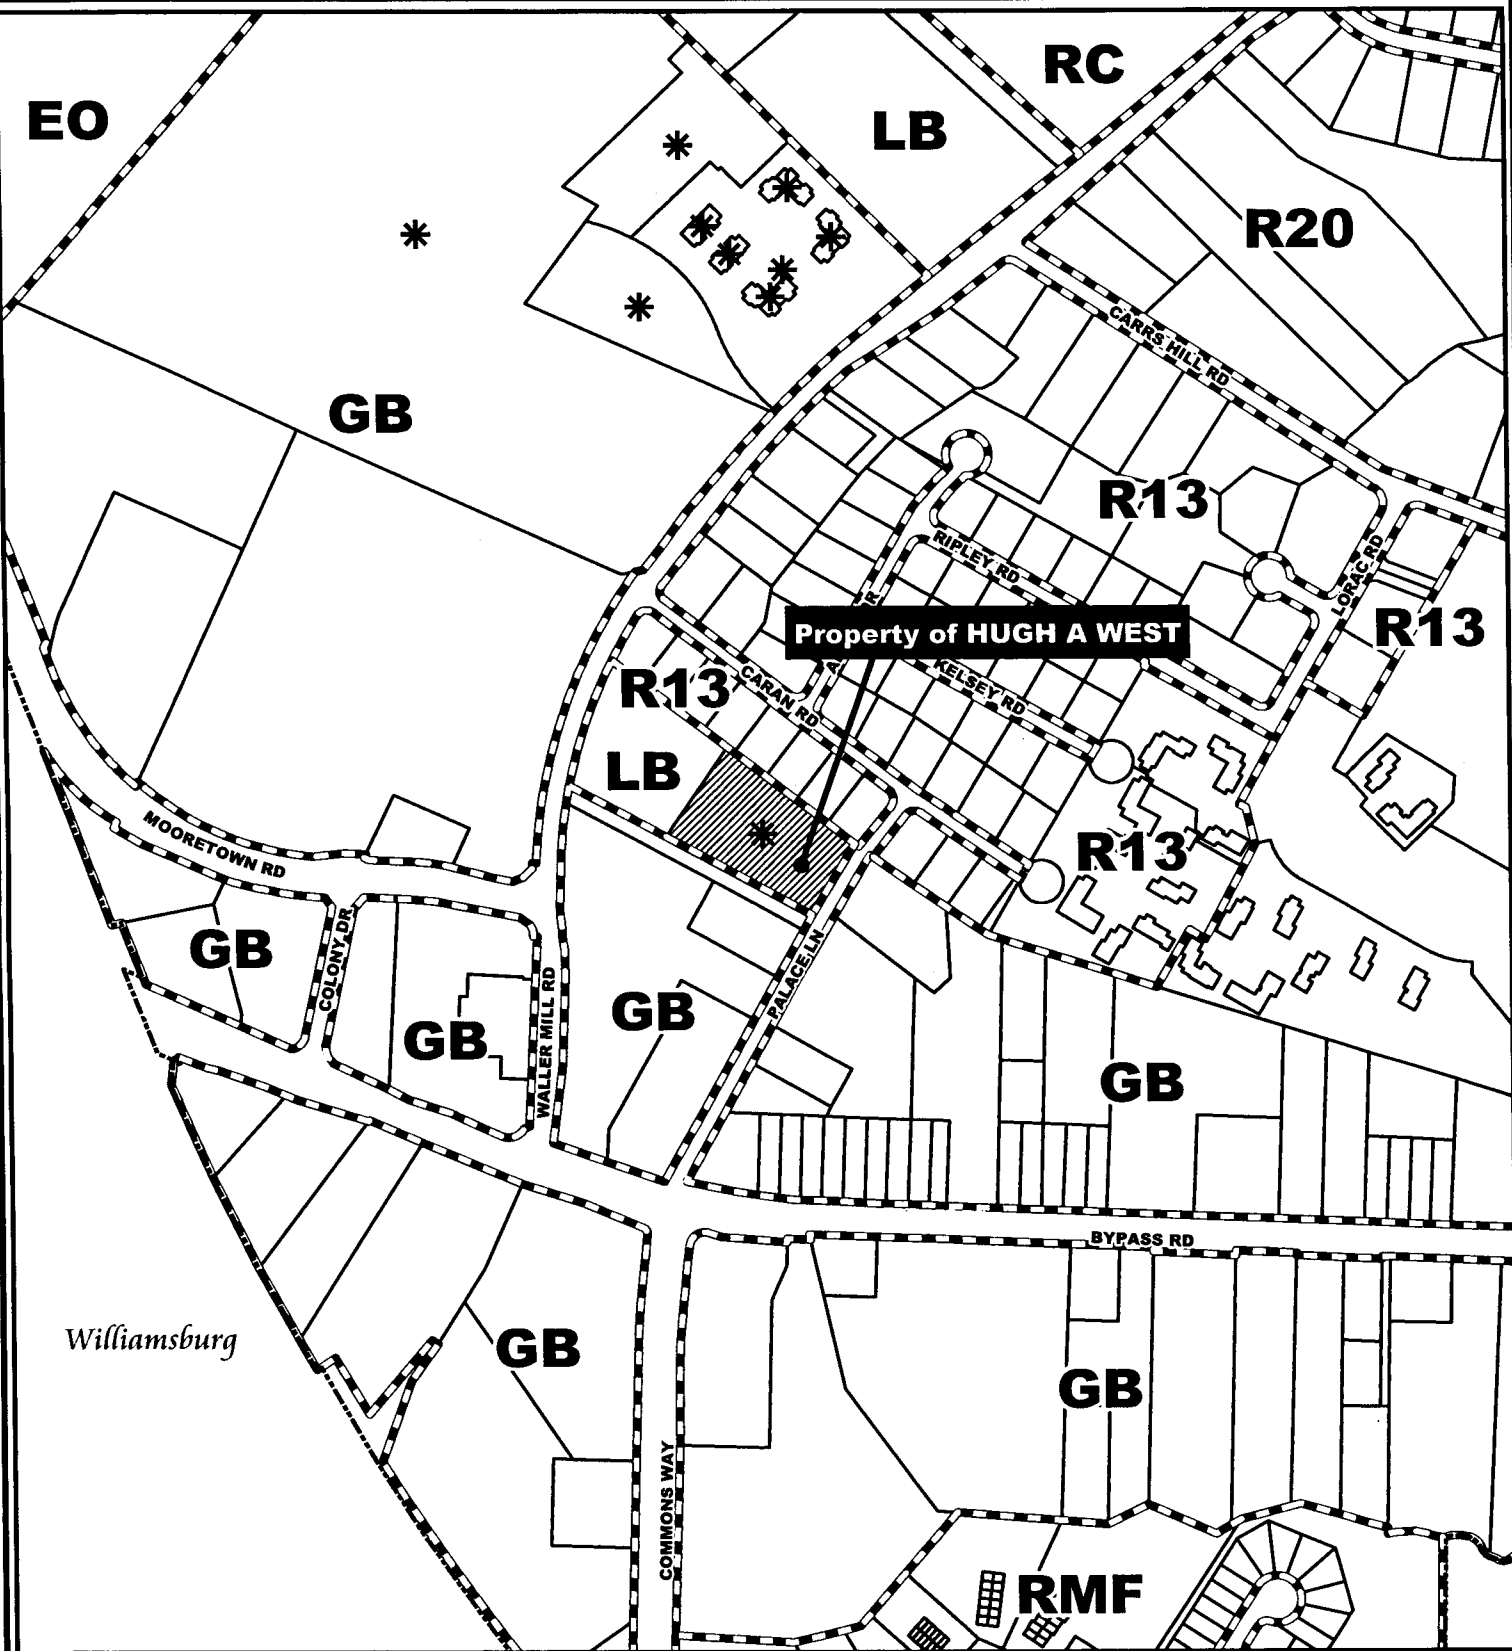 RC
EO
LB
R20
CARRS HILL RD
GB
R13
RIPLEY RD
LORAC RD
Property of HUGH A WEST
R13
KELSEY RD
R13
CARAN RD
LB
MOORETOWN RD
R13
GB
COLONY DR
PALACE LN
WALLER MILL RD
GB
GB
GB
BYPASS RD
Williamsburg
GB
GB
COMMONS WAY
RMF